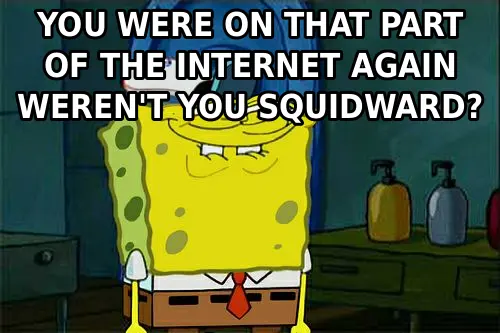 YOU WERE ON THAT PART
OF THE INTERNET AGAIN
WEREN'T YOU SQUIDWARD?